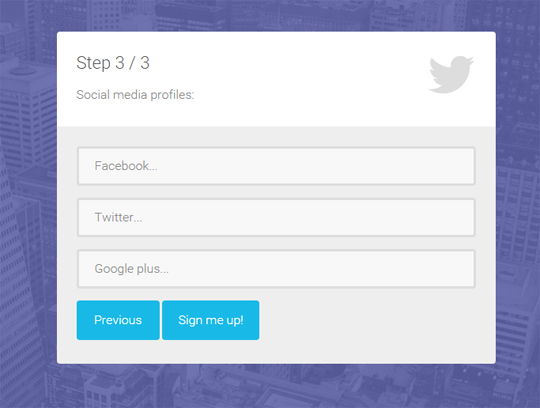 Step 3 / 3
Social media profiles:
Facebook...
Twitter...
Google plus...
Previous
Sign me up!